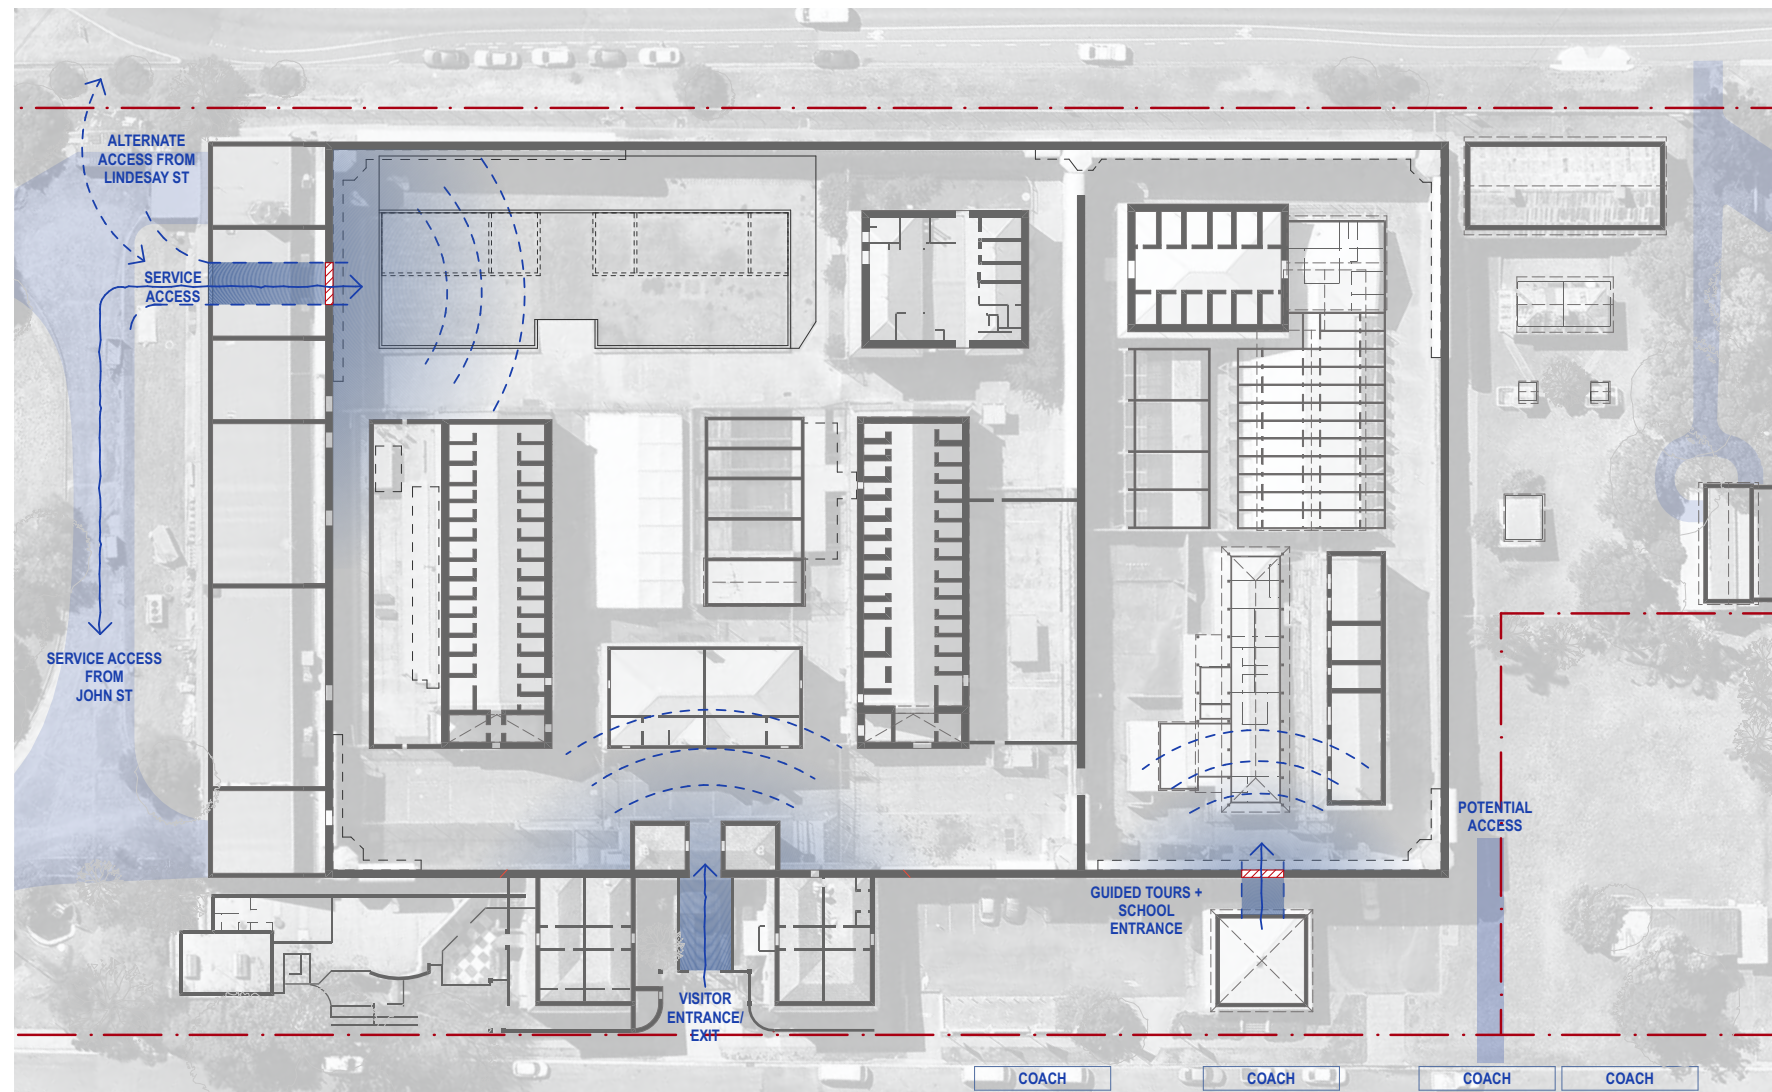 ALTERNATE
ACCESS FROM
LINDESAY ST
SERVICE
ACCESS
SERVICE ACCESS
FROM
JOHN ST
POTENTIAL
ACCESS
GUIDED TOURS +
SCHOOL
ENTRANCE
VISITOR
ENTRANCE/
EXIT
COACH
COACH
COACH
COACH